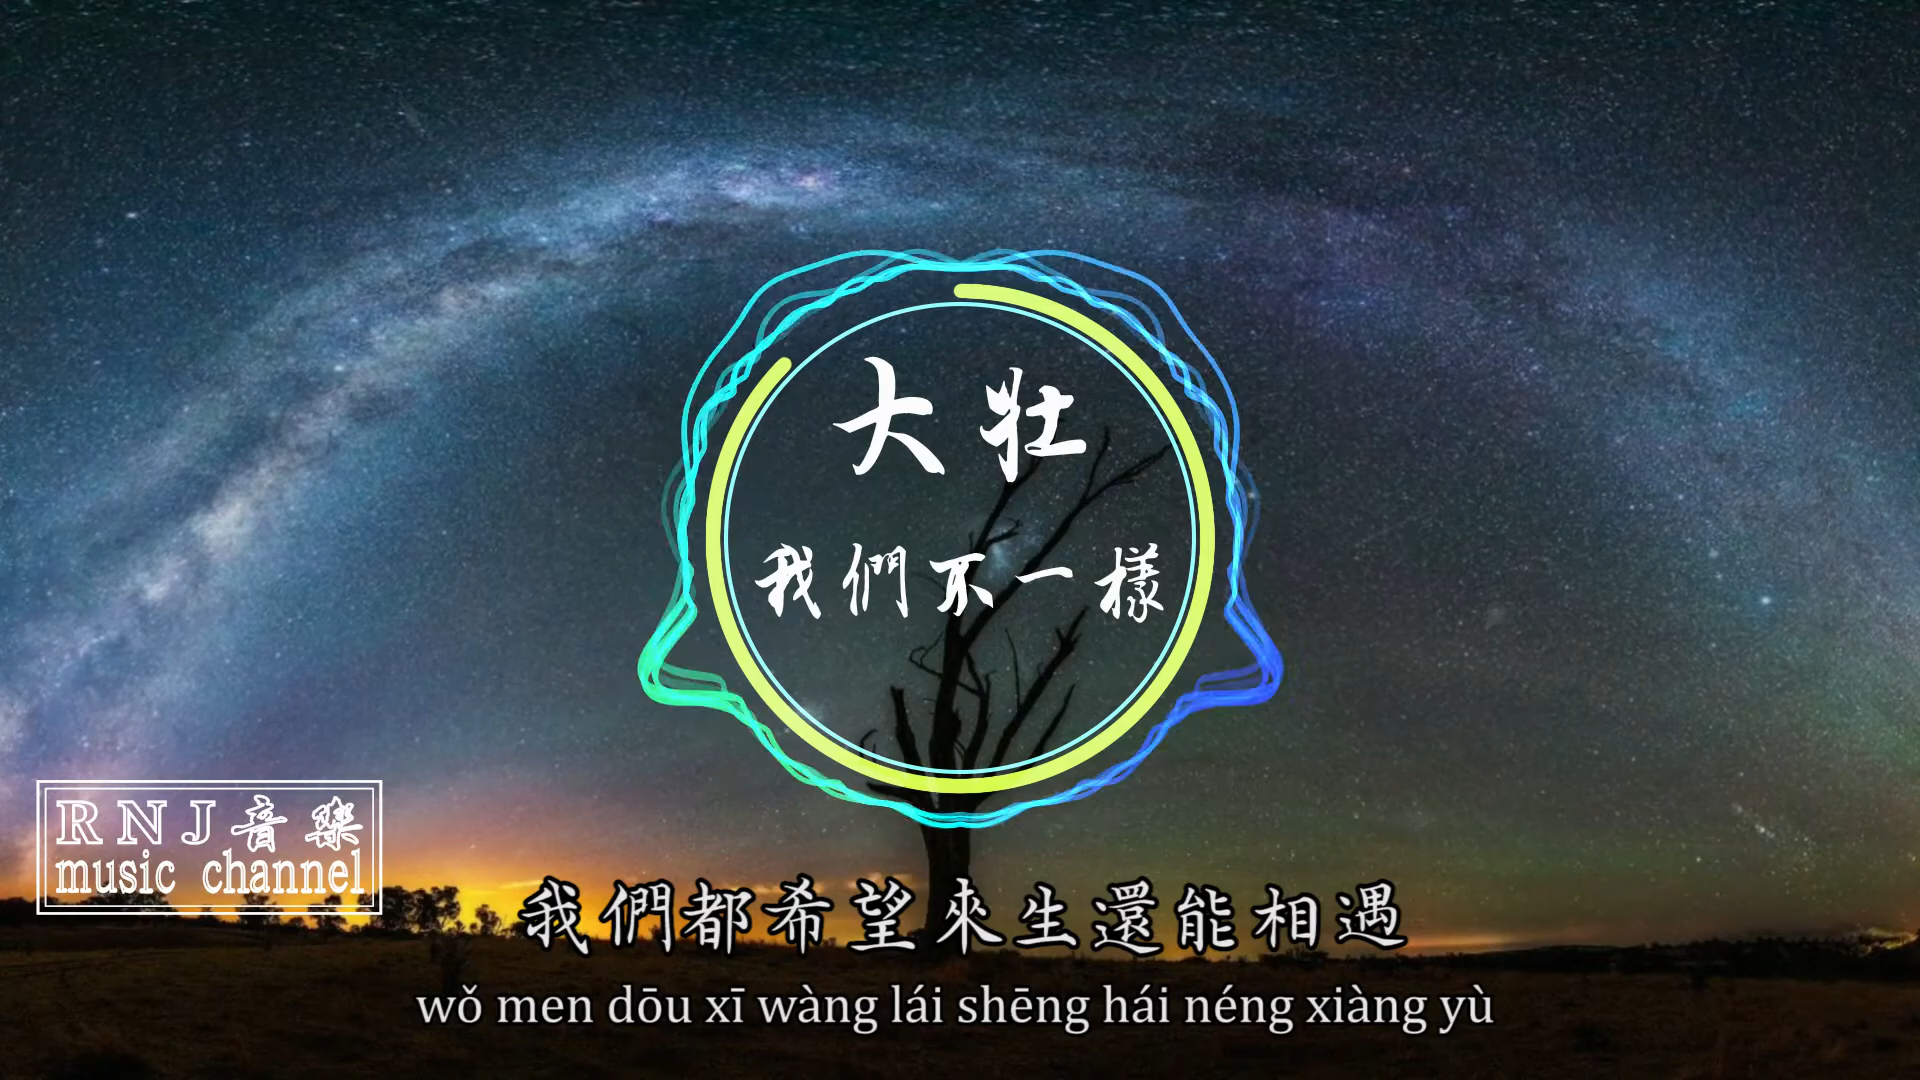 大壯
我們不一樣
RNJ音樂
music channel
我們都希望來生還能相遇
wǒ men dōu xī wàng lái shēng hái néng xiàng yù